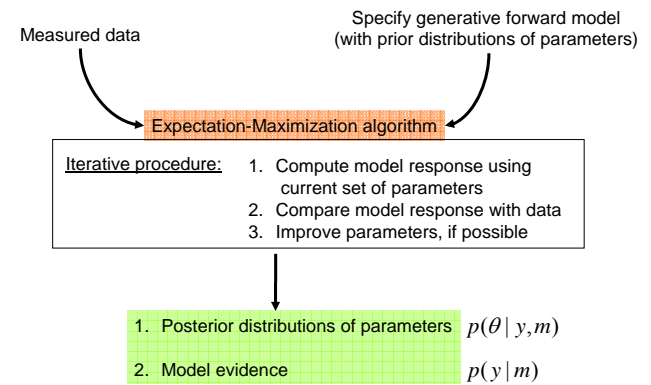 Measured data
Specify generative forward model
(with prior distributions of parameters)
Expectation-Maximization algorithm
Iterative procedure: 1. Compute model response using
current set of parameters
2. Compare model response with data
3. Improve parameters, if possible
1. Posterior distributions of parameters p(θ | y,m)
2. Model evidence p(y | m)